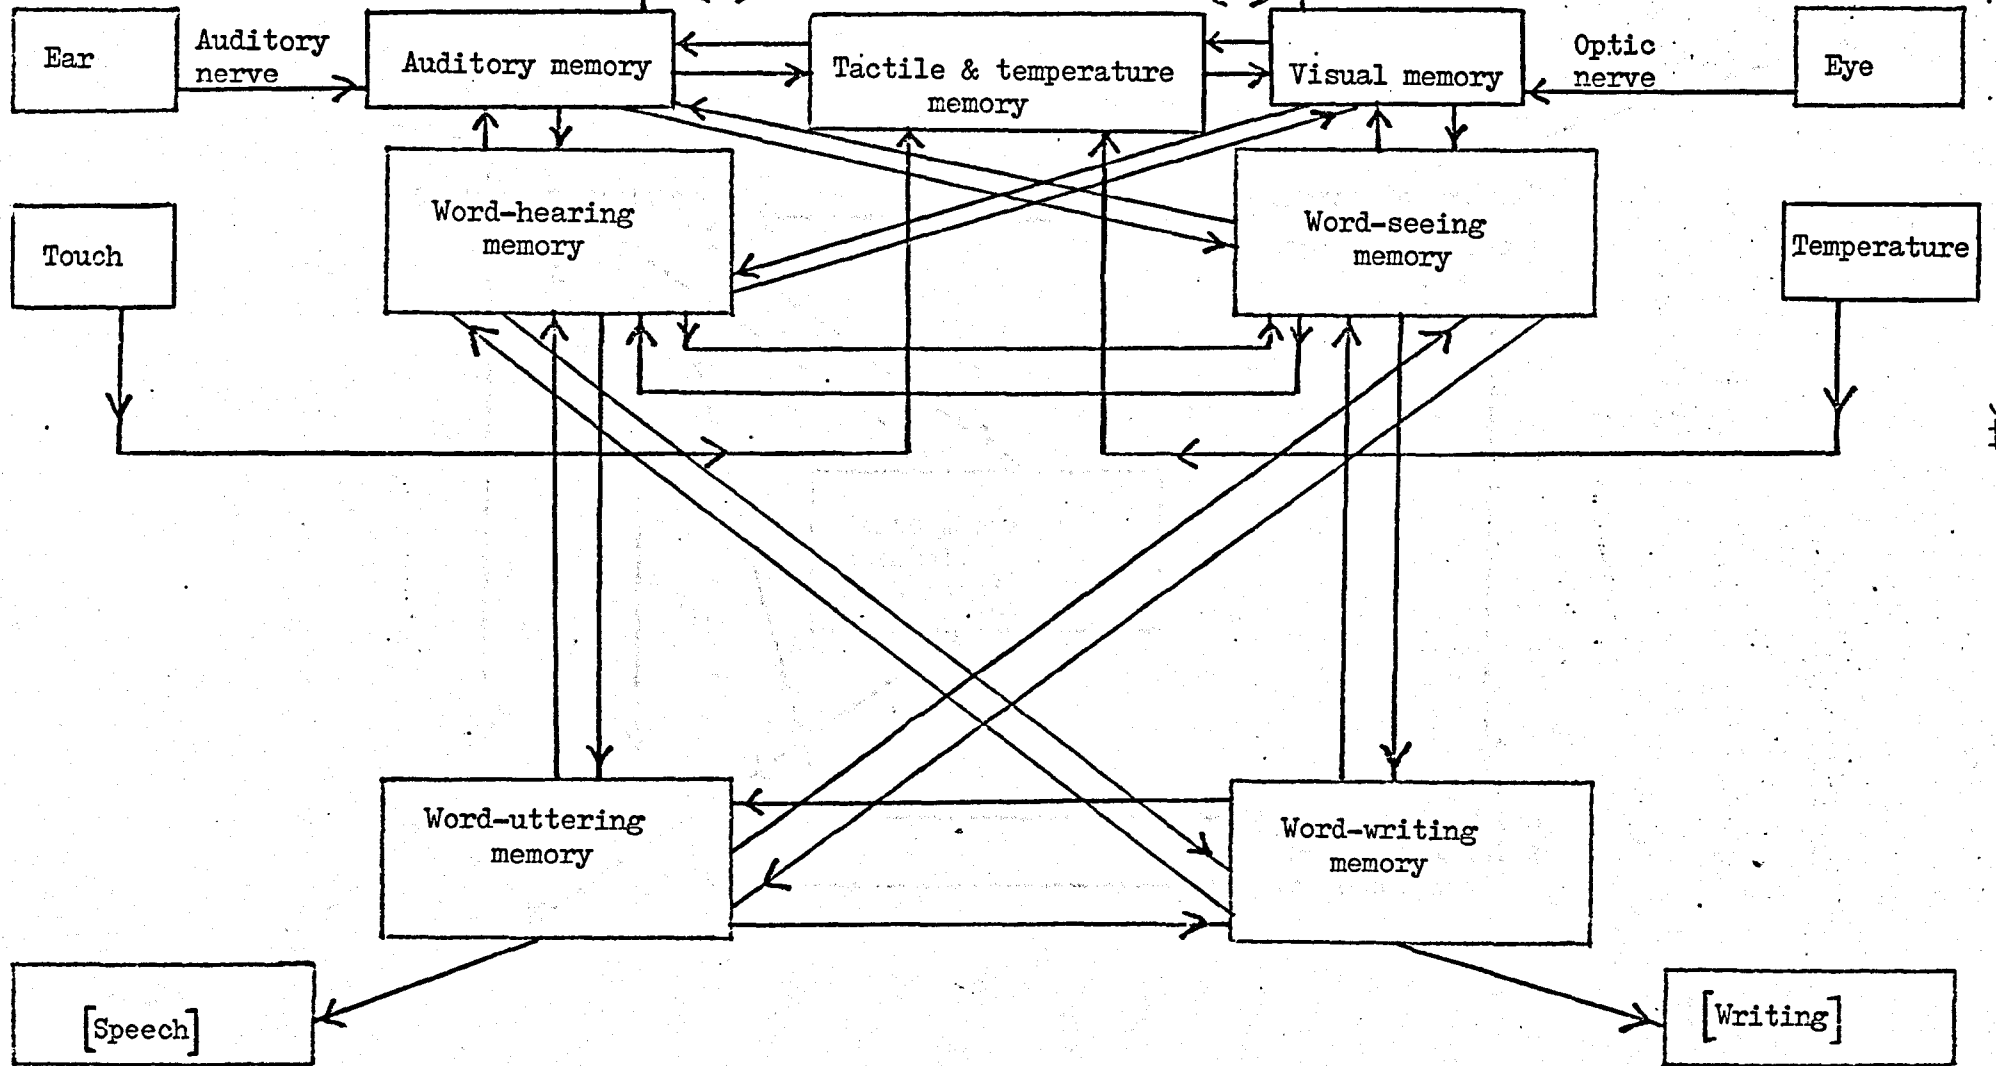 Ear
Auditory
nerve
Auditory memory
Tactile & temperature
memory
Visual memory
Optic
nerve
Eye
Touch
Word-hearing
memory
Word-seeing
memory
Temperature
Word-uttering
memory
Word-writing
memory
[Speech]
[Writing]